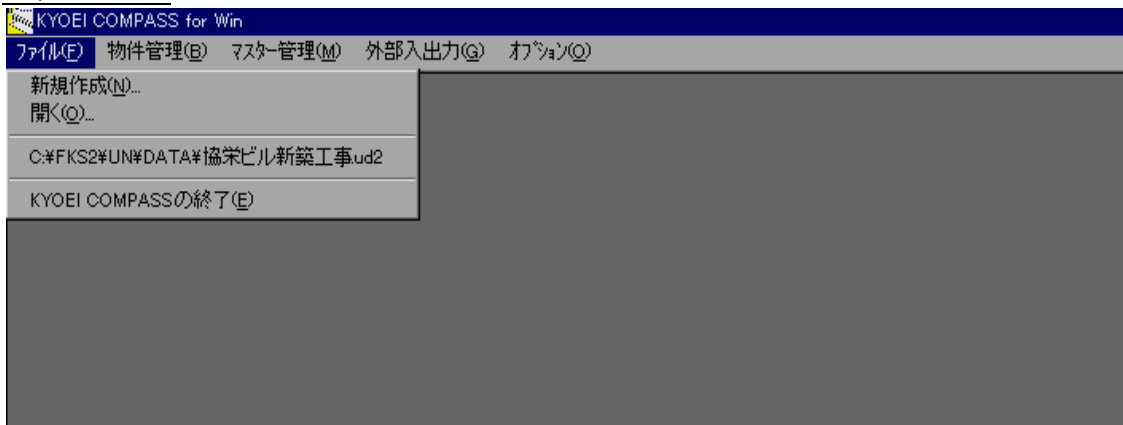 KYOEI COMPASS for Win
ﾌｧｲﾙ(F) 物件管理(B) ﾏｽﾀｰ管理(M) 外部入出力(G) ｵﾌﾟｼｮﾝ(O)
新規作成(N)...
開く(O)...
C:¥FKS2¥UN¥DATA¥協栄ビル新築工事.ud2
KYOEI COMPASSの終了(E)